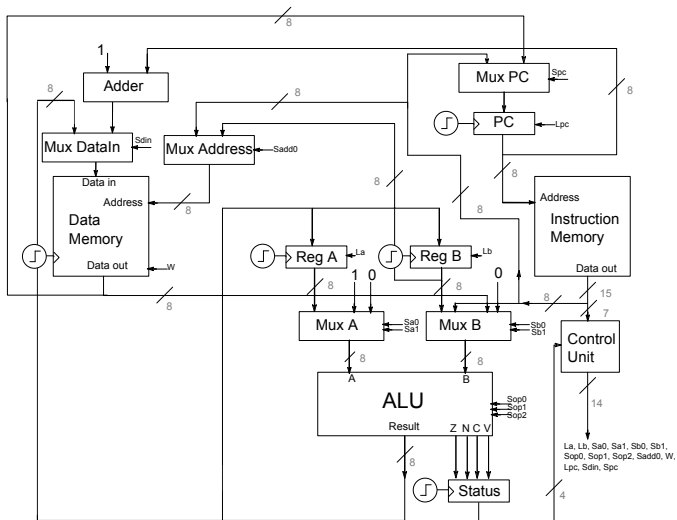 8
1
Adder
8
8
Mux PC
Spc
8
PC
Lpc
Mux DataIn
Sdin
Mux Address
Sadd0
8
8
Data in
Address
8
Data
Memory
Data out
W
8
Address
Instruction
Memory
Data out
Reg A
La
Reg B
Lb
8
1 0
8
0
8
15
7
Mux A
Sa0
Sa1
Mux B
Sb0
Sb1
Control
Unit
8
8
14
A B
ALU
Sop0
Sop1
Sop2
Result
Z N C V
8
Status
La, Lb, Sa0, Sa1, Sb0, Sb1,
Sop0, Sop1, Sop2, Sadd0, W,
Lpc, Sdin, Spc
4